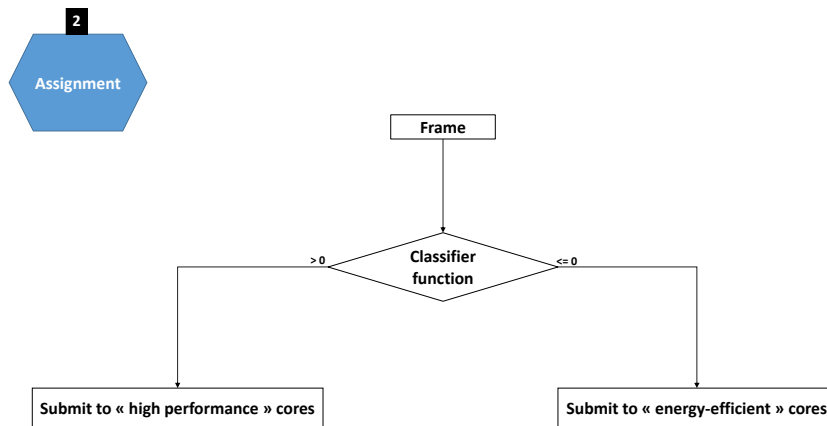 2
Assignment
Frame
Classifier
function
> 0
<= 0
Submit to « high performance » cores
Submit to « energy-efficient » cores